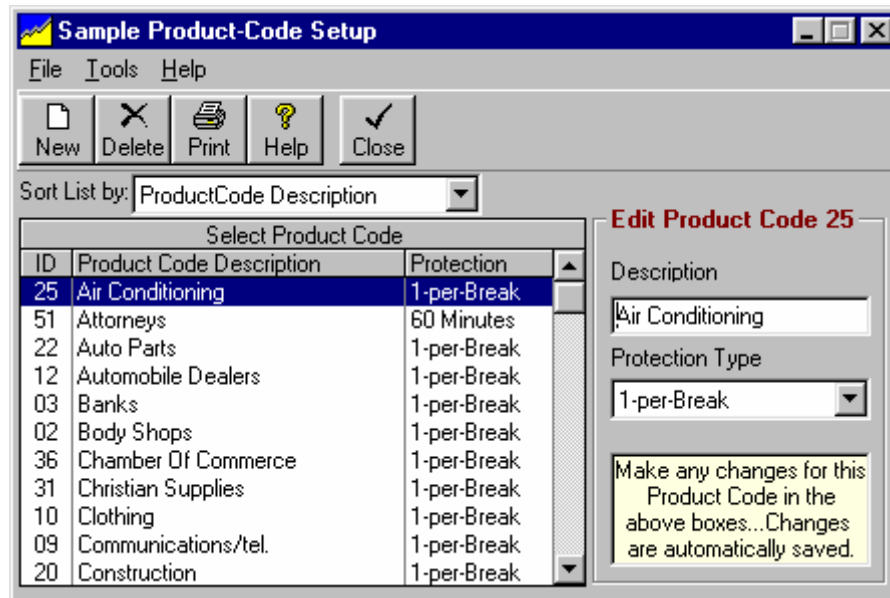 Sample Product-Code Setup
File Tools Help
New Delete Print Help Close
Sort List by: ProductCode Description
Select Product Code
ID Product Code Description Protection
25 Air Conditioning 1-per-Break
51 Attorneys 60 Minutes
22 Auto Parts 1-per-Break
12 Automobile Dealers 1-per-Break
03 Banks 1-per-Break
02 Body Shops 1-per-Break
36 Chamber Of Commerce 1-per-Break
31 Christian Supplies 1-per-Break
10 Clothing 1-per-Break
09 Communications/tel. 1-per-Break
20 Construction 1-per-Break
Edit Product Code 25
Description
Air Conditioning
Protection Type
1-per-Break
Make any changes for this
Product Code in the
above boxes...Changes
are automatically saved.